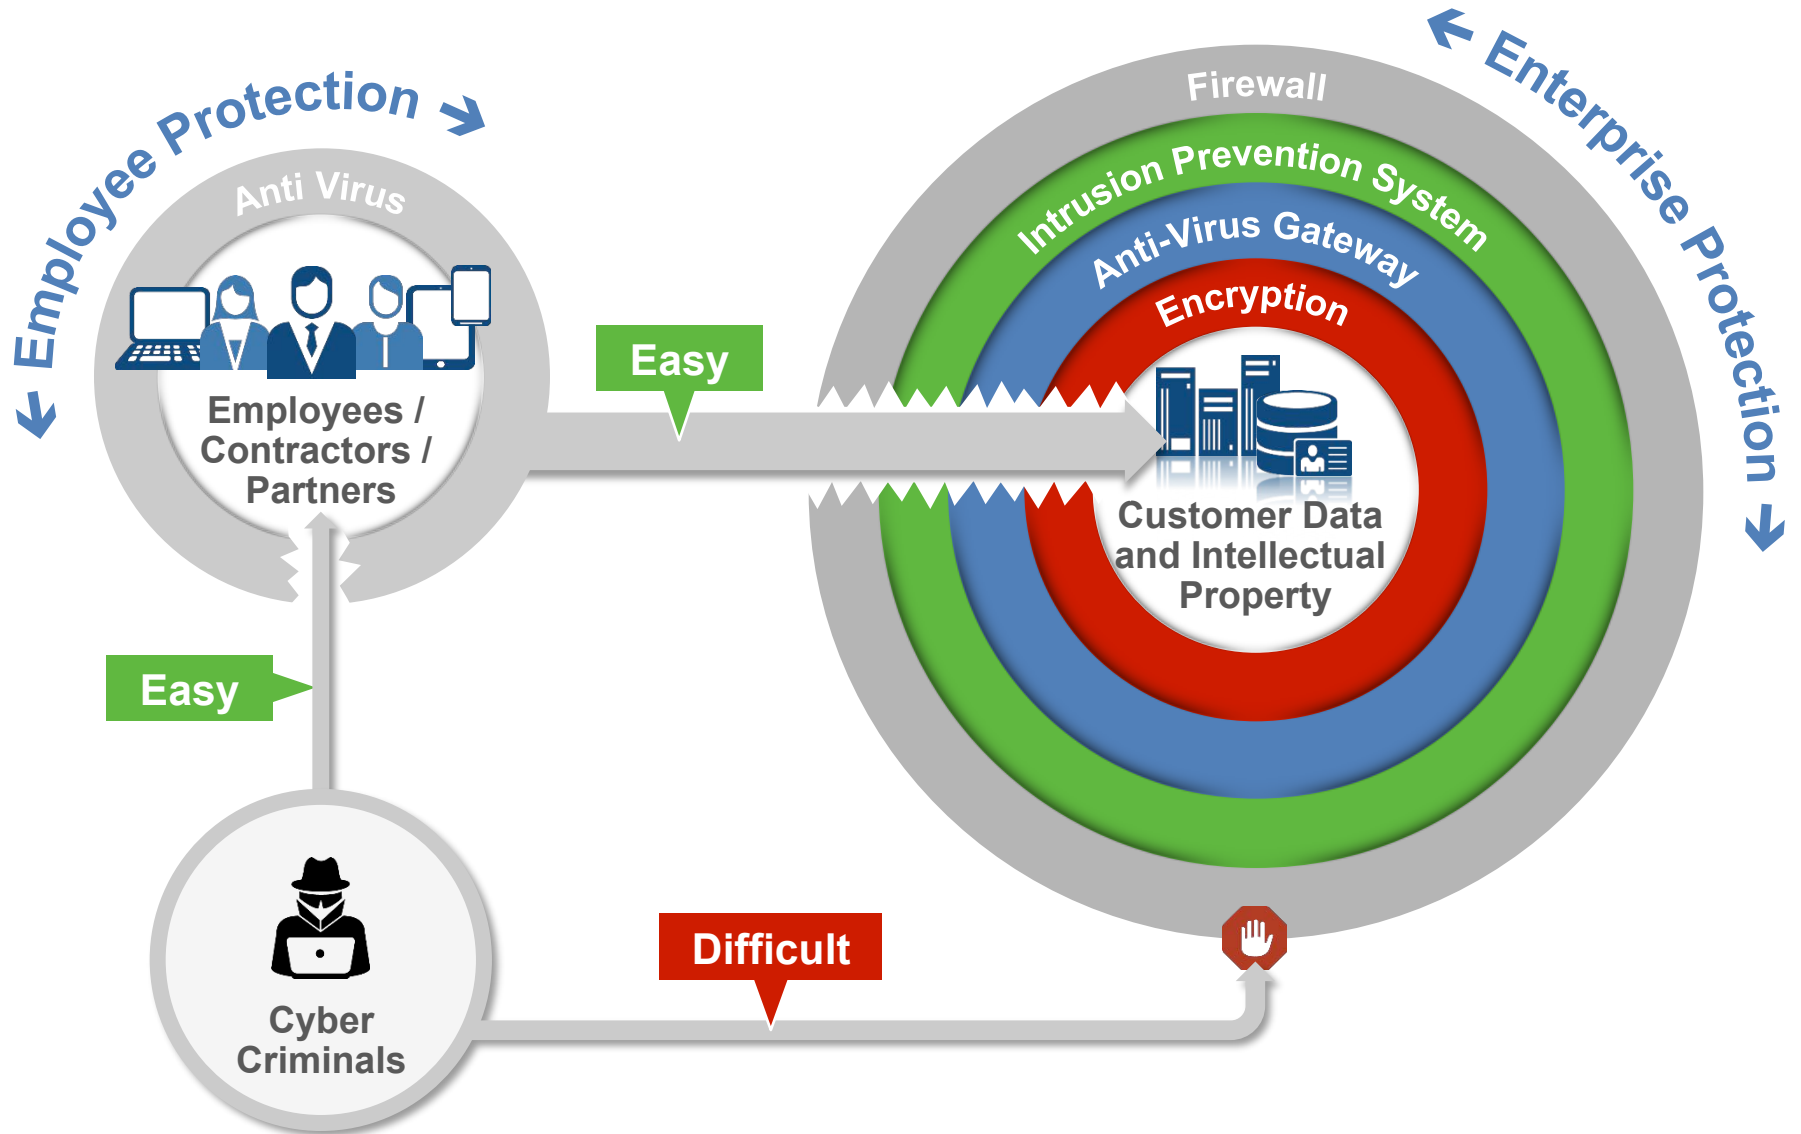 Employee Protection
Anti Virus
Employees /
Contractors /
Partners
Easy
Easy
Cyber
Criminals
Difficult
Enterprise Protection
Firewall
Intrusion Prevention System
Anti-Virus Gateway
Encryption
Customer Data
and Intellectual
Property